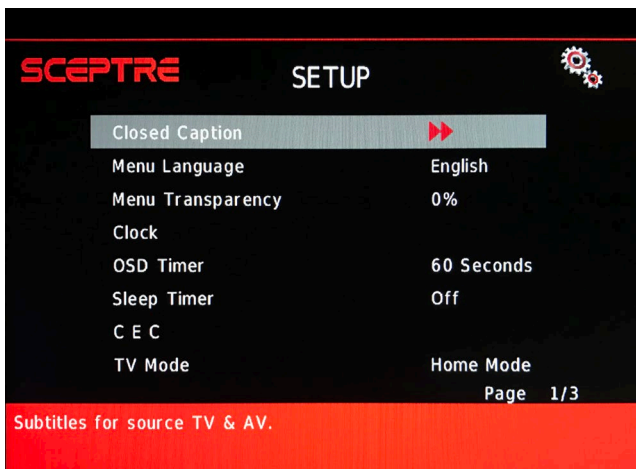 SCEPTRE
SETUP
Closed Caption
Menu Language English
Menu Transparency 0%
Clock
OSD Timer 60 Seconds
Sleep Timer Off
C E C
TV Mode Home Mode
Page 1/3
Subtitles for source TV & AV.